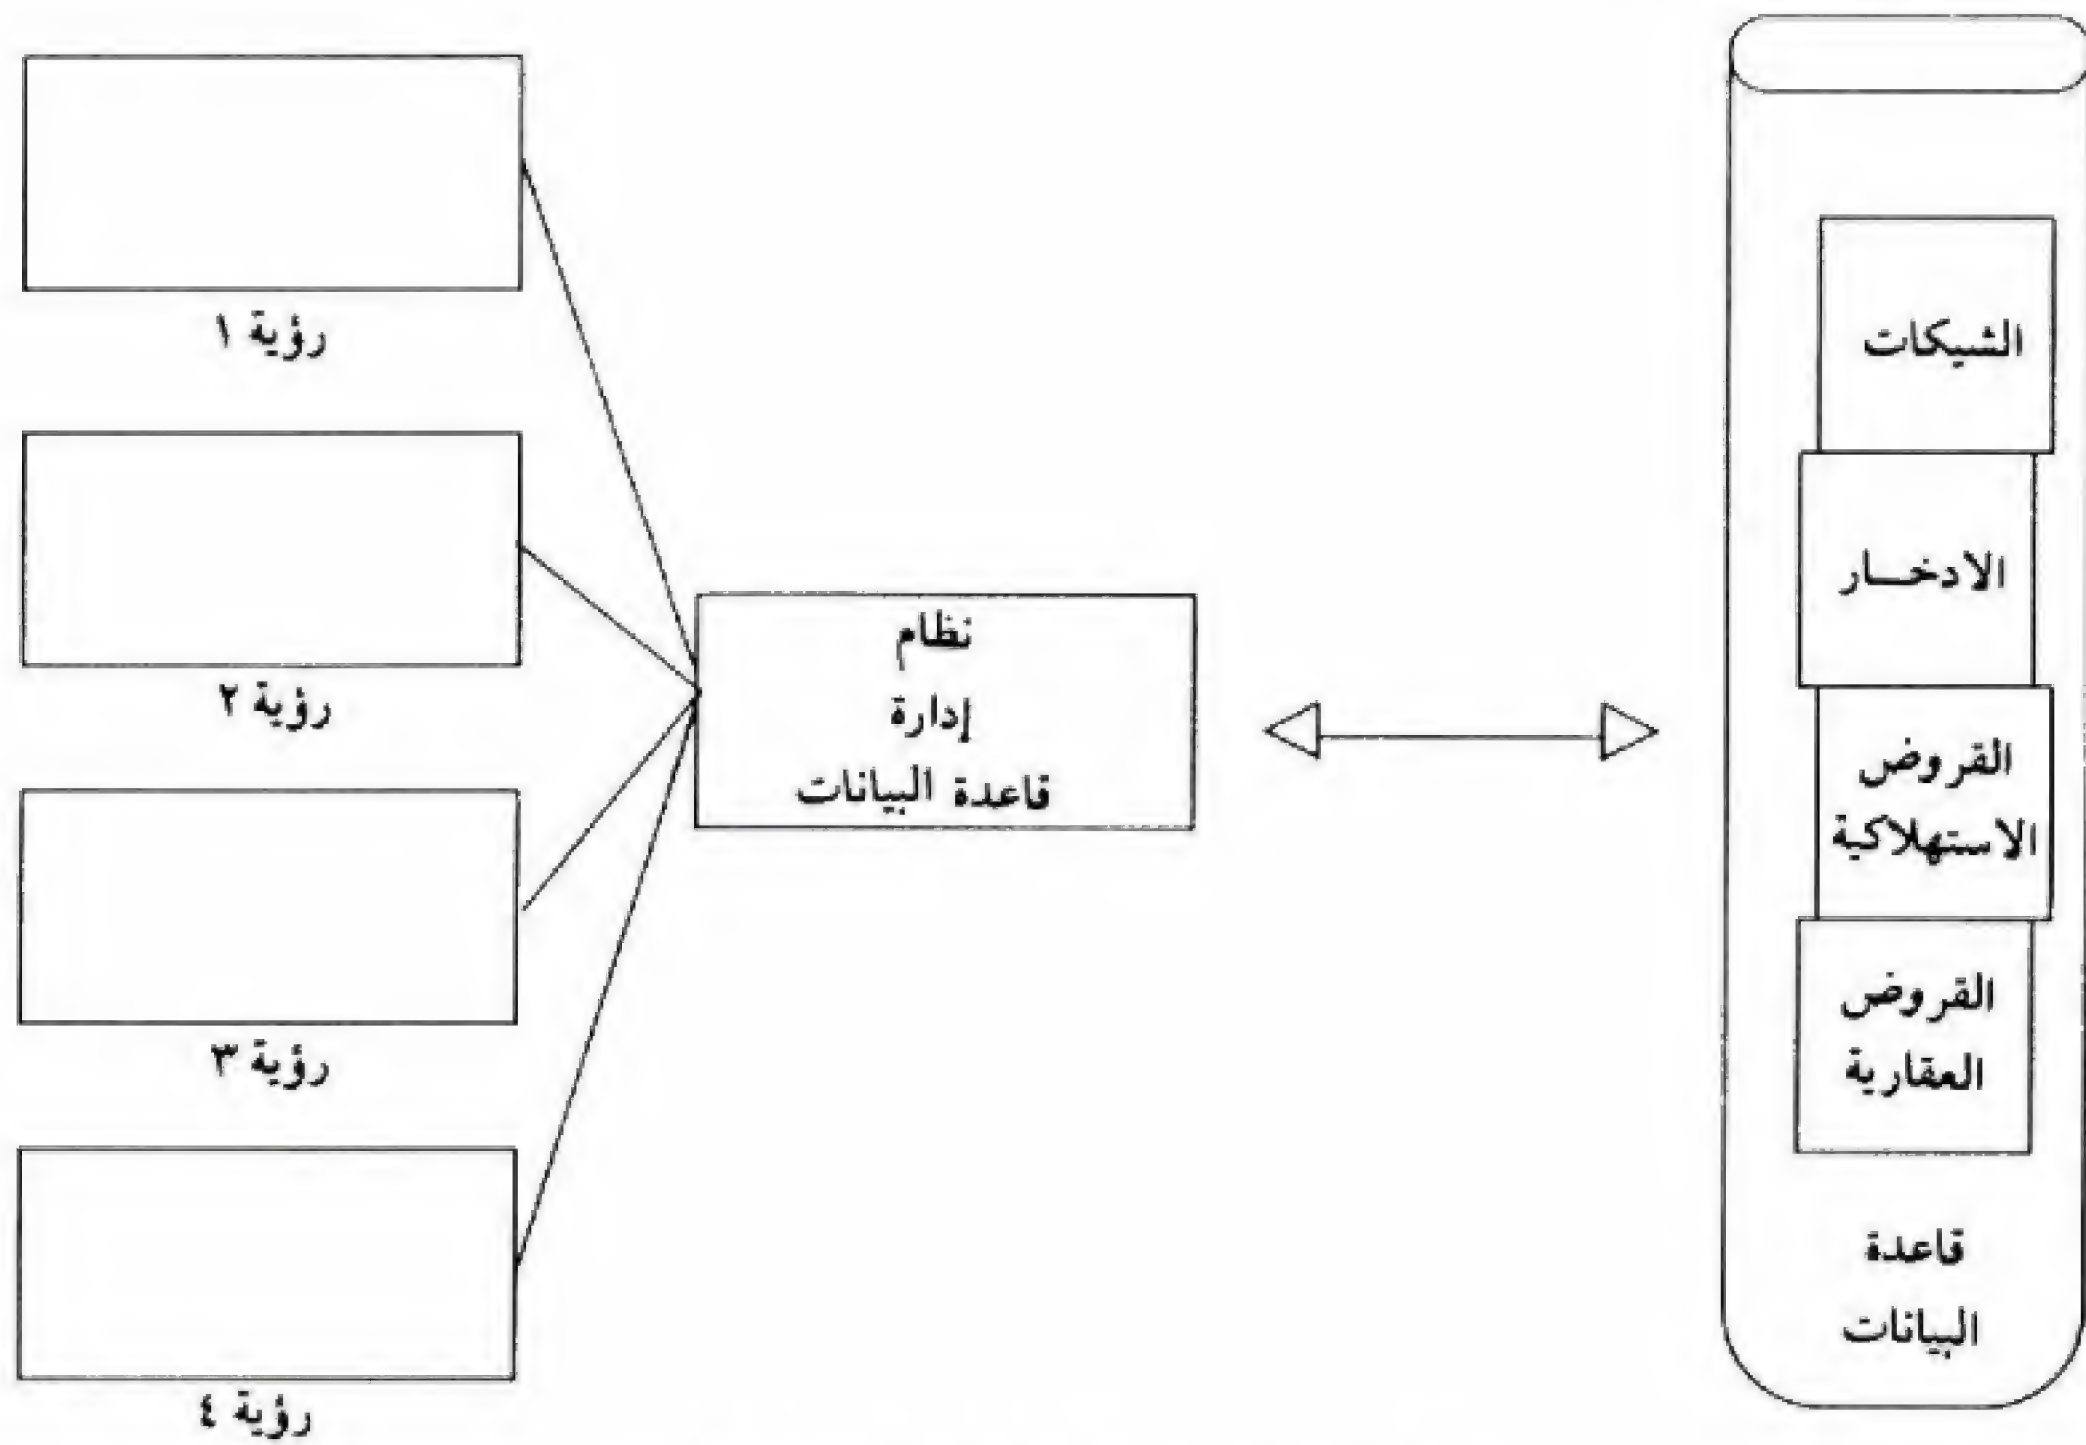 الشيكات
الادخـــار
القروض
الاستهلاكية
القروض
العقارية
قاعدة
البيانات
نظام
إدارة
قاعدة البيانات
رؤية ١
رؤية ٢
رؤية ٣
رؤية ٤